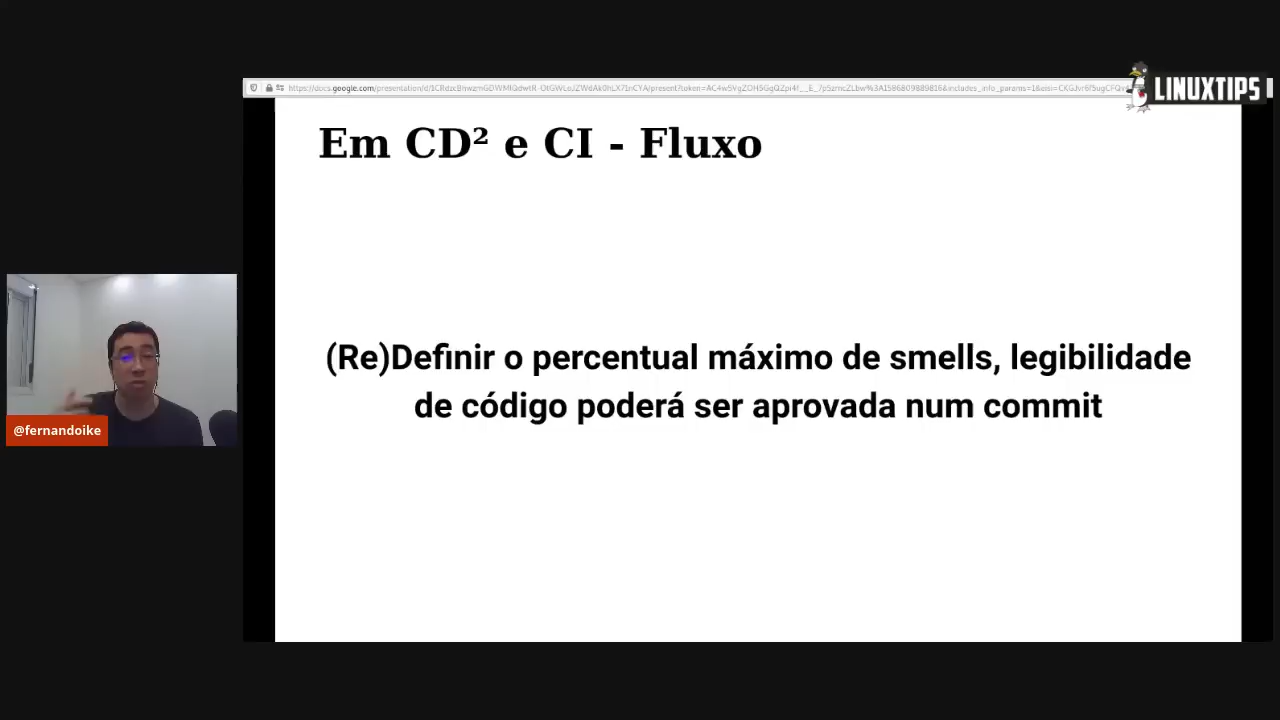 LINUXTIPS
Em CD² e CI - Fluxo
(Re)Definir o percentual máximo de smells, legibilidade
de código poderá ser aprovada num commit
@fernandoike